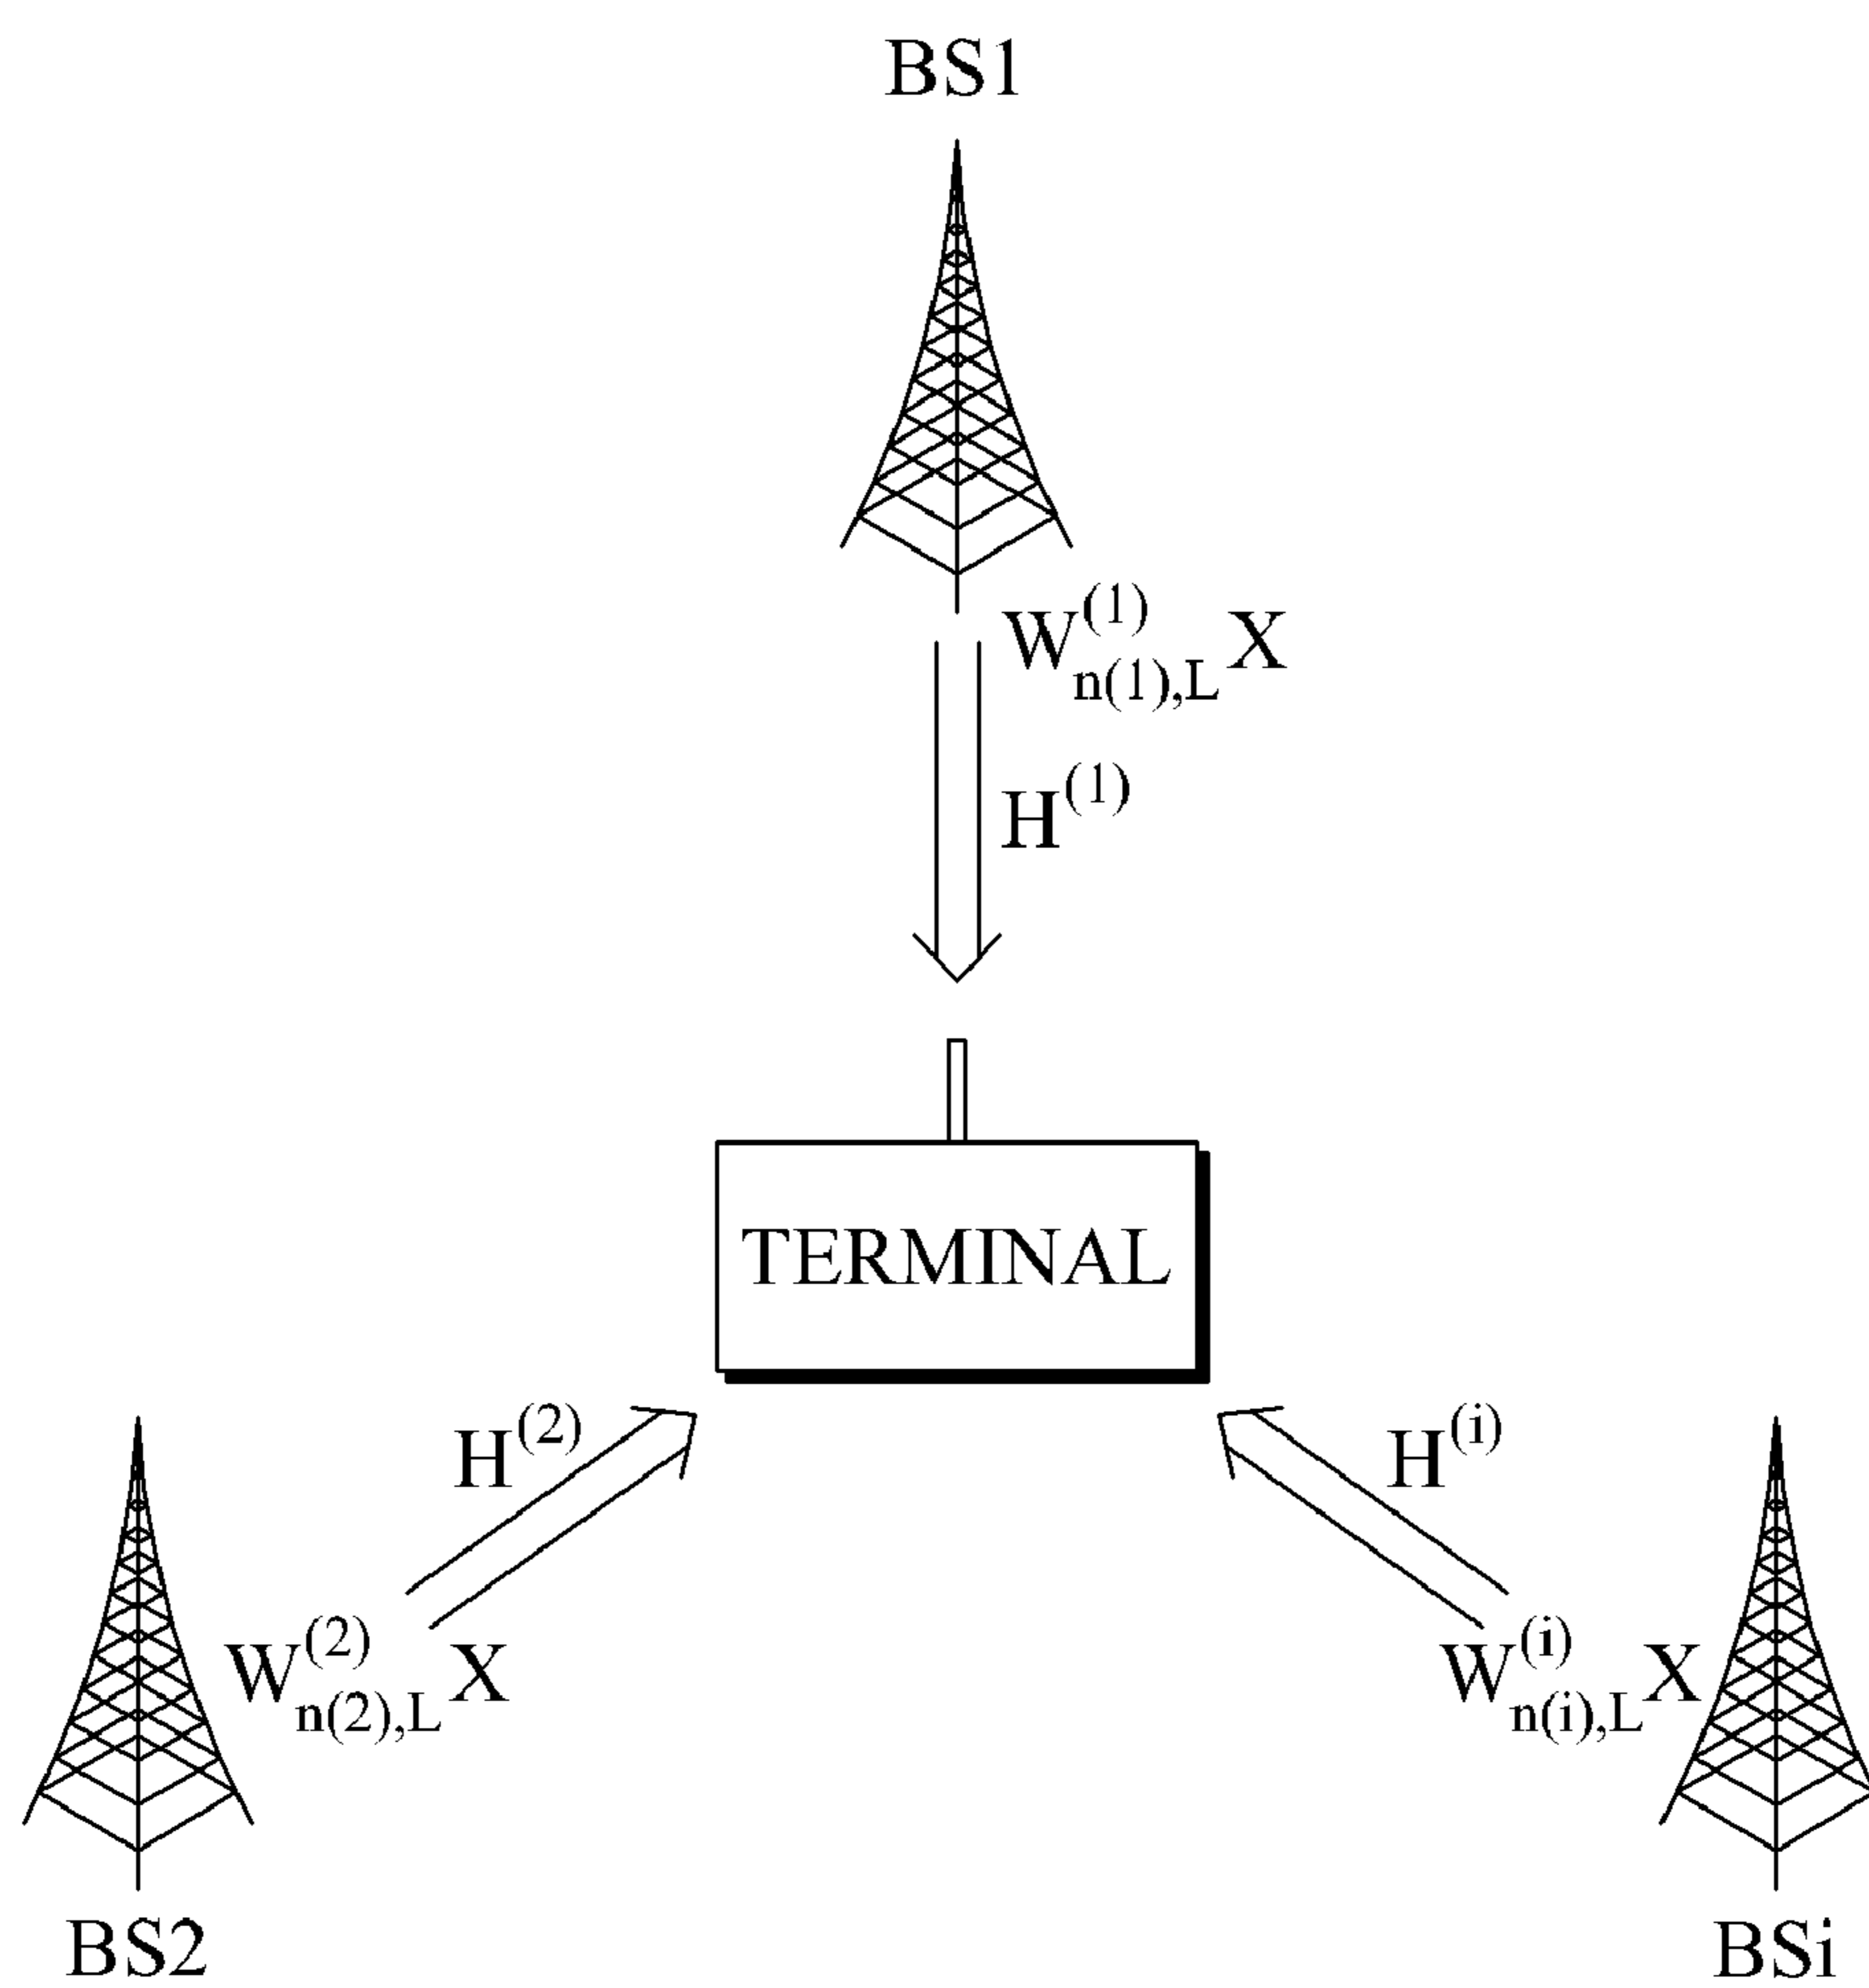 BS1
W^(1)_n(1),L X
H^(1)
TERMINAL
H^(2)
H^(i)
W^(2)_n(2),L X
W^(i)_n(i),L X
BS2
BSi